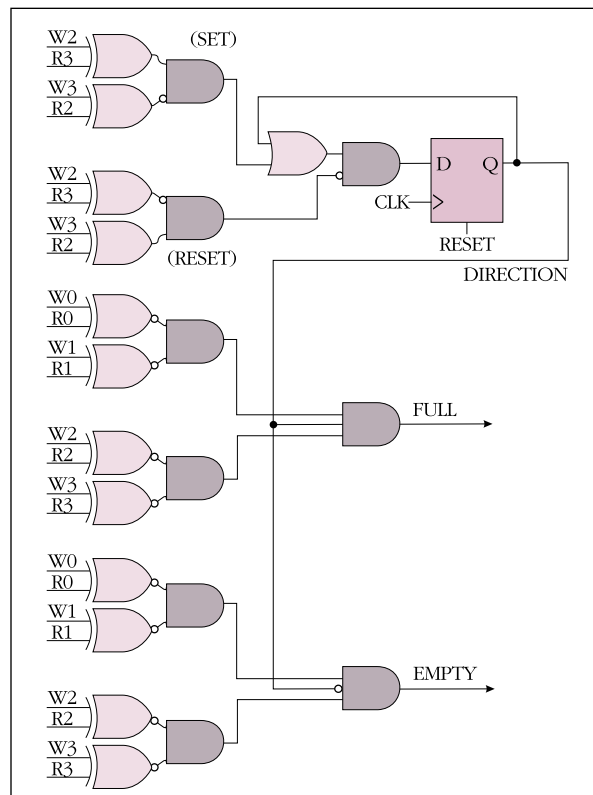 W2
R3
(SET)
W3
R2
W2
R3
D Q
CLK
W3
R2
RESET
(RESET)
DIRECTION
W0
R0
W1
R1
FULL
W2
R2
W3
R3
W0
R0
W1
R1
EMPTY
W2
R2
W3
R3